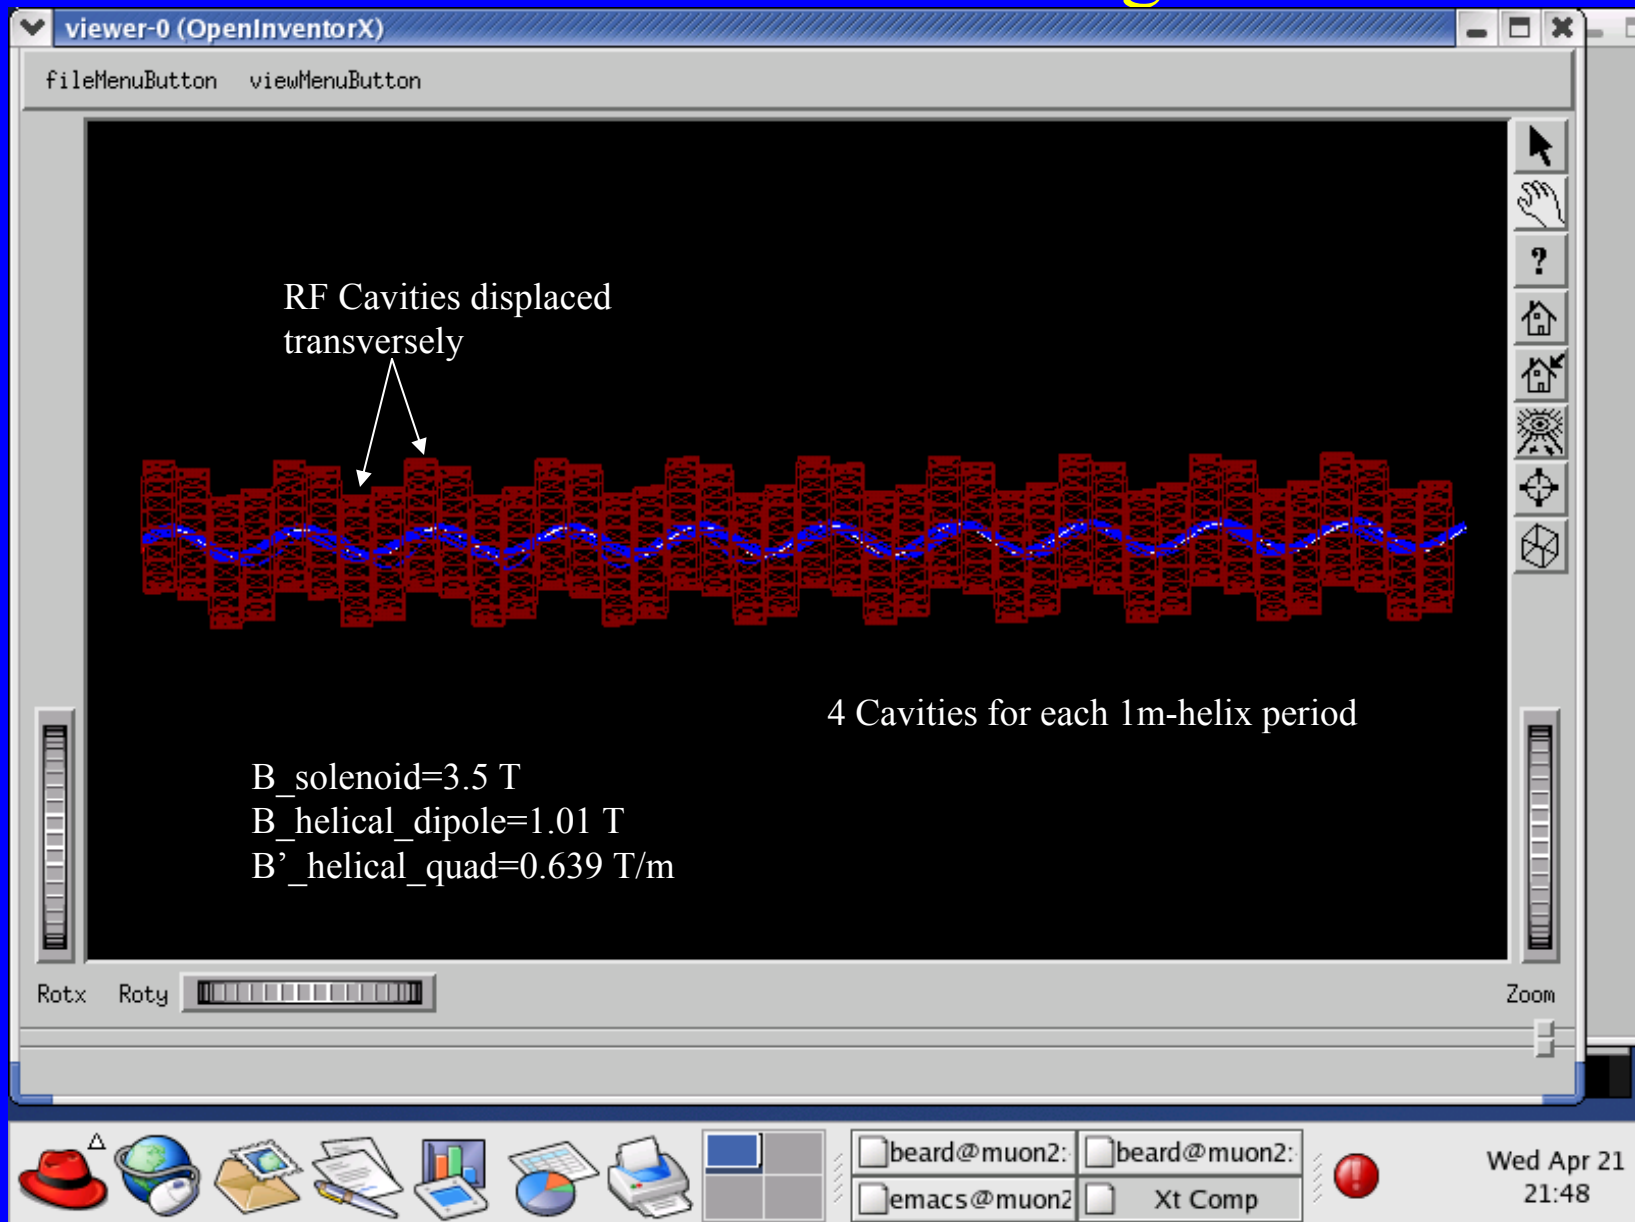 viewer-0 (OpenInventorX)
fileMenuButton viewMenuButton
?
RF Cavities displaced
transversely
4 Cavities for each 1m-helix period
B_solenoid=3.5 T
B_helical_dipole=1.01 T
B’_helical_quad=0.639 T/m
Rotx Roty Zoom
beard@muon2: beard@muon2:
emacs@muon2 Xt Comp
Wed Apr 21
21:48